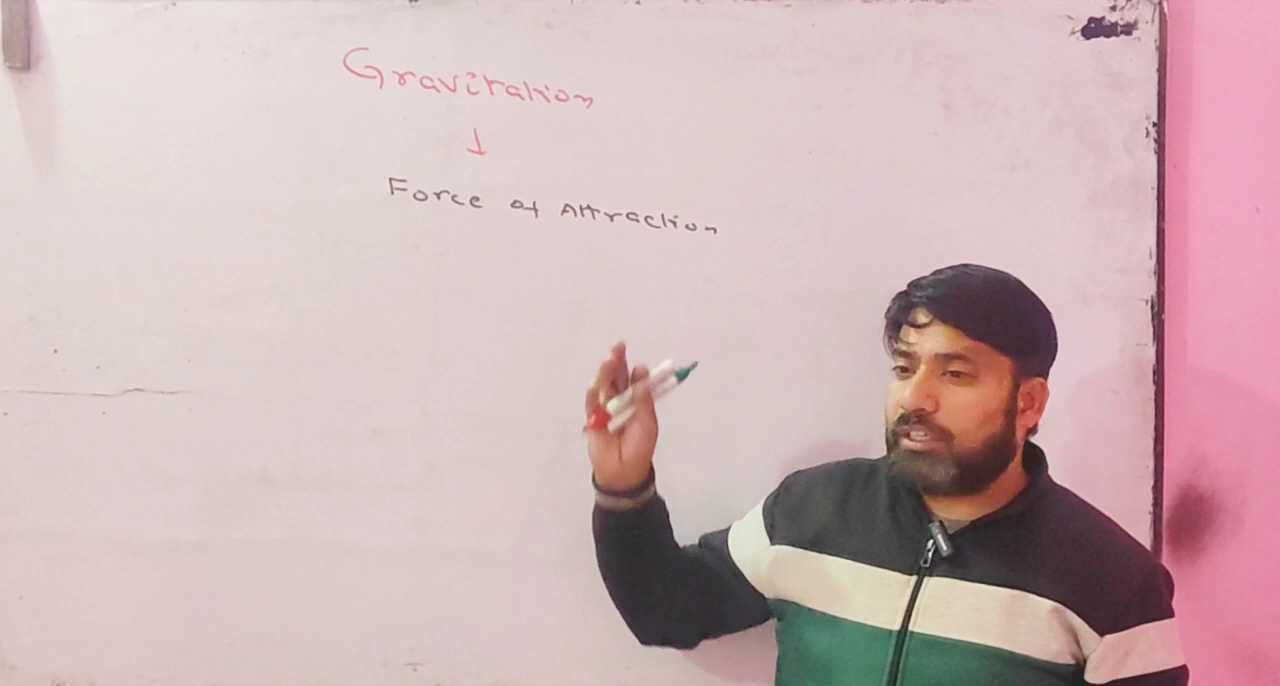 Gravitation
↓
Force of Attraction